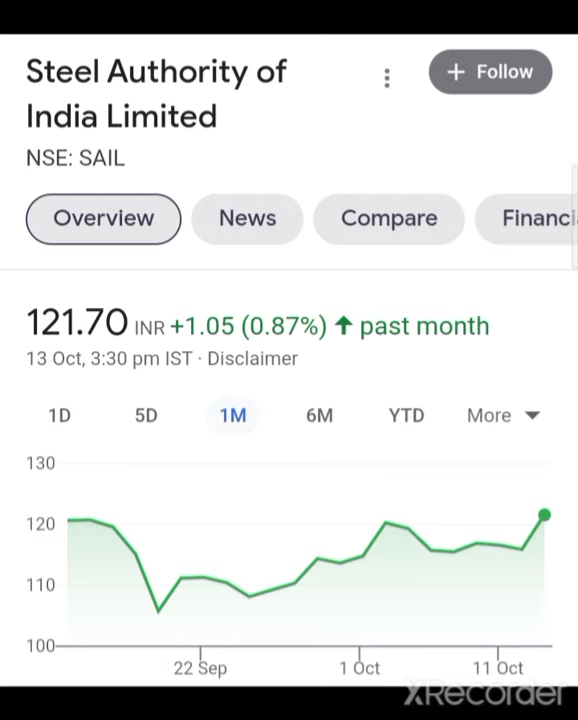 Steel Authority of
India Limited
+ Follow
NSE: SAIL
Overview
News
Compare
Financi
121.70 INR +1.05 (0.87%) ↑ past month
13 Oct, 3:30 pm IST · Disclaimer
1D
5D
1M
6M
YTD
More
130
120
110
100
22 Sep
1 Oct
11 Oct
XRecorder